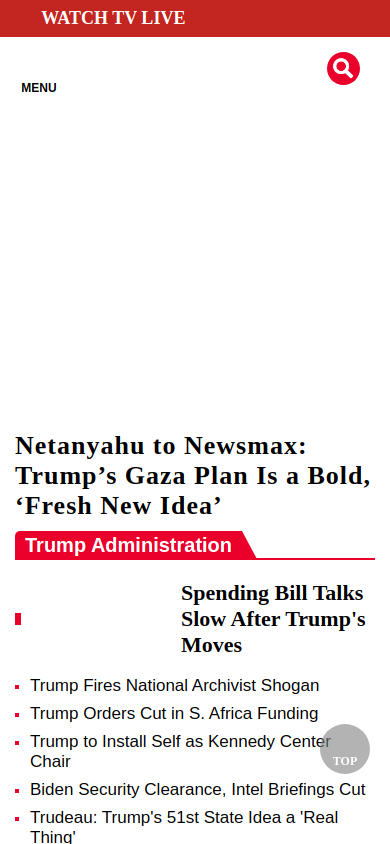 WATCH TV LIVE
MENU
Netanyahu to Newsmax:
Trump’s Gaza Plan Is a Bold,
‘Fresh New Idea’
Trump Administration
Spending Bill Talks
Slow After Trump's
Moves
Trump Fires National Archivist Shogan
Trump Orders Cut in S. Africa Funding
Trump to Install Self as Kennedy Center
Chair
TOP
Biden Security Clearance, Intel Briefings Cut
Trudeau: Trump's 51st State Idea a 'Real
Thing'